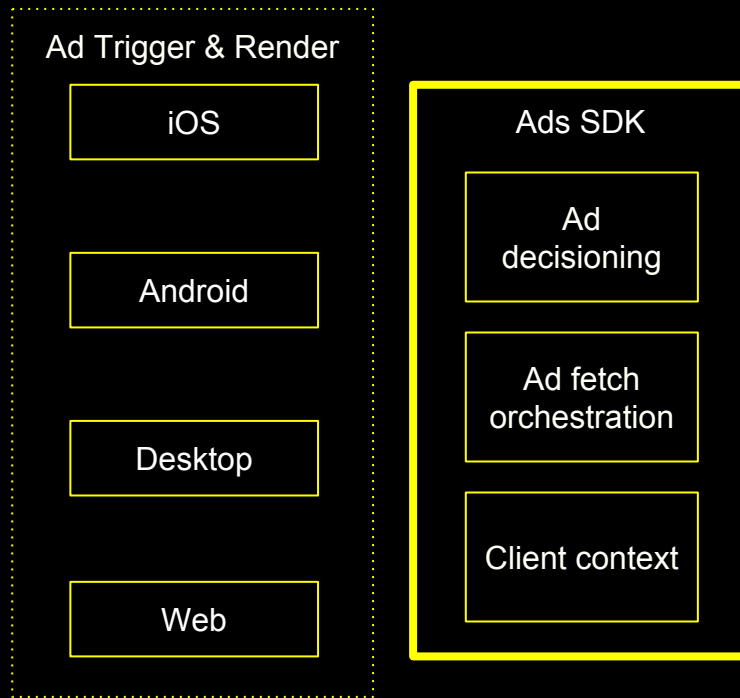 Ad Trigger & Render
iOS
Android
Desktop
Web
Ads SDK
Ad
decisioning
Ad fetch
orchestration
Client context